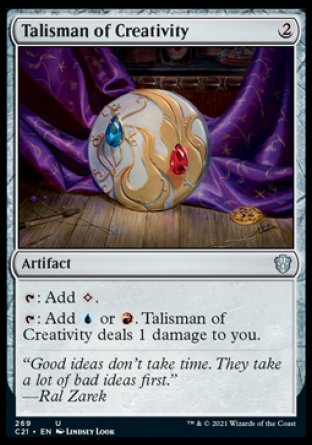 Talisman of Creativity 2
Artifact
: Add .
: Add or . Talisman of
Creativity deals 1 damage to you.
“Good ideas don’t take time. They take
a lot of bad ideas first.”
—Ral Zarek
269 U
C21 • EN LINDSEY LOOK
™ & © 2021 Wizards of the Coast